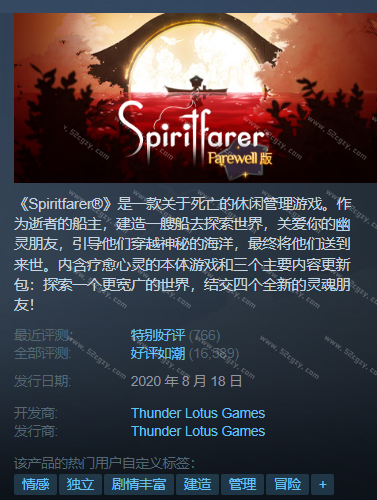 Spiritfarer
Farewell 版
《Spiritfarer®》是一款关于死亡的休闲管理游戏。作
为逝者的船主，建造一艘船去探索世界，关爱你的幽
灵朋友，引导他们穿越神秘的海洋，最终将他们送到
来世。内含疗愈心灵的本体游戏和三个主要内容更新
包：探索一个更宽广的世界，结交四个全新的灵魂朋
友！
最近评测: 特别好评 (766)
全部评测: 好评如潮 (16,389)
发行日期: 2020 年 8 月 18 日
开发商: Thunder Lotus Games
发行商: Thunder Lotus Games
该产品的热门用户自定义标签：
情感 独立 剧情丰富 建造 管理 冒险 +
www.52cgzy.com